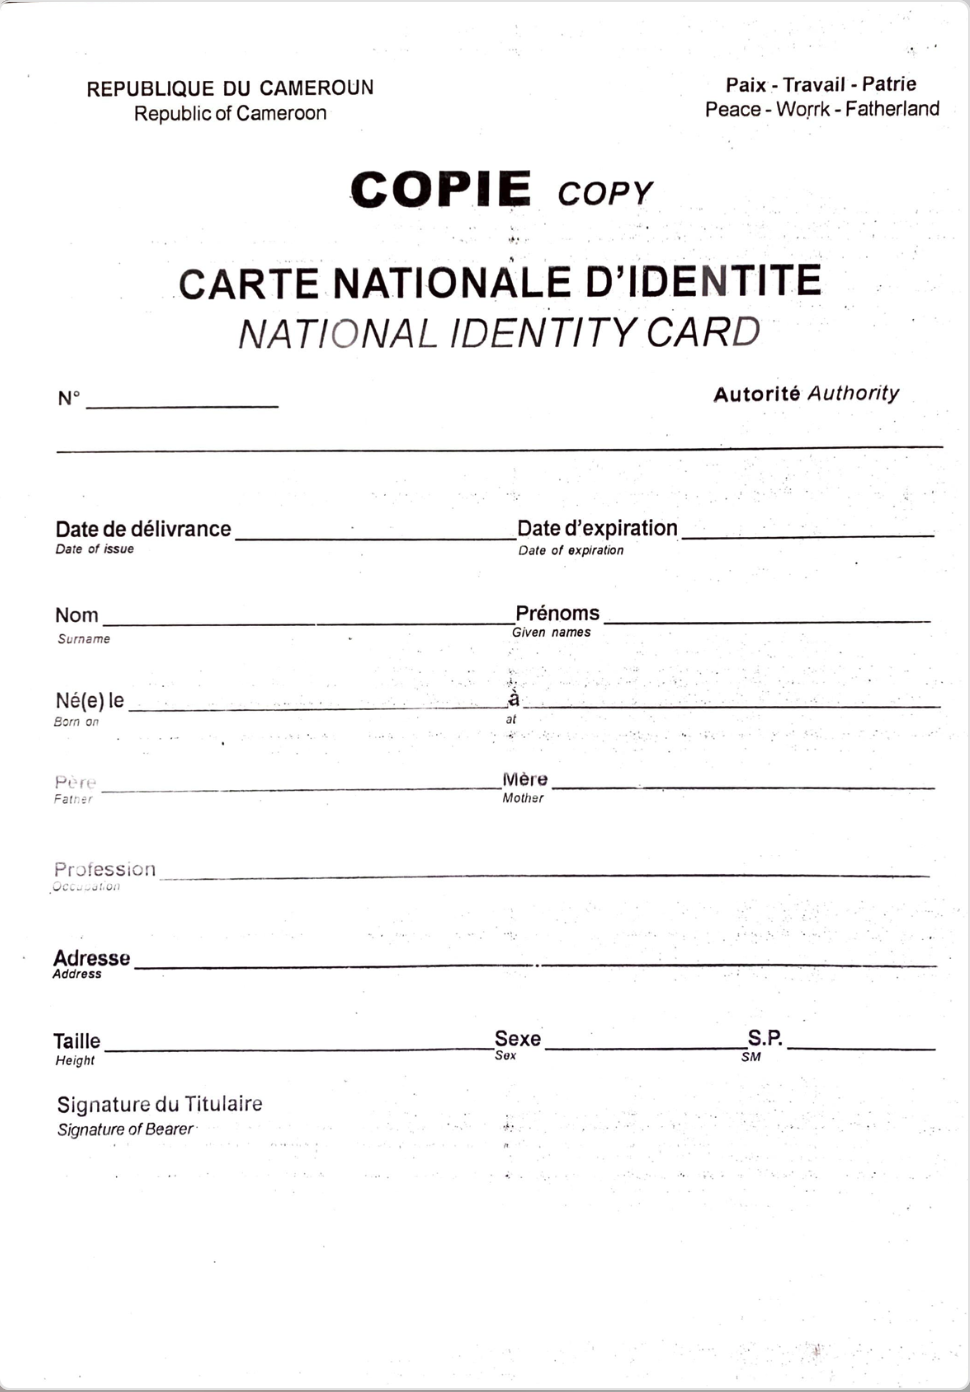 REPUBLIQUE DU CAMEROUN
Republic of Cameroon
Paix - Travail - Patrie
Peace - Worrk - Fatherland
COPIE COPY
CARTE NATIONALE D'IDENTITE
NATIONAL IDENTITY CARD
N° ____________
Autorité Authority
Date de délivrance ____________ Date d'expiration ____________
Date of issue Date of expiration
Nom ____________ Prénoms ____________
Surname Given names
Né(e) le ____________ à ____________
Born on at
Père ____________ Mère ____________
Father Mother
Profession ____________
Occupation
Adresse ____________
Address
Taille ____________ Sexe ____________ S.P. ____________
Height Sex SM
Signature du Titulaire
Signature of Bearer